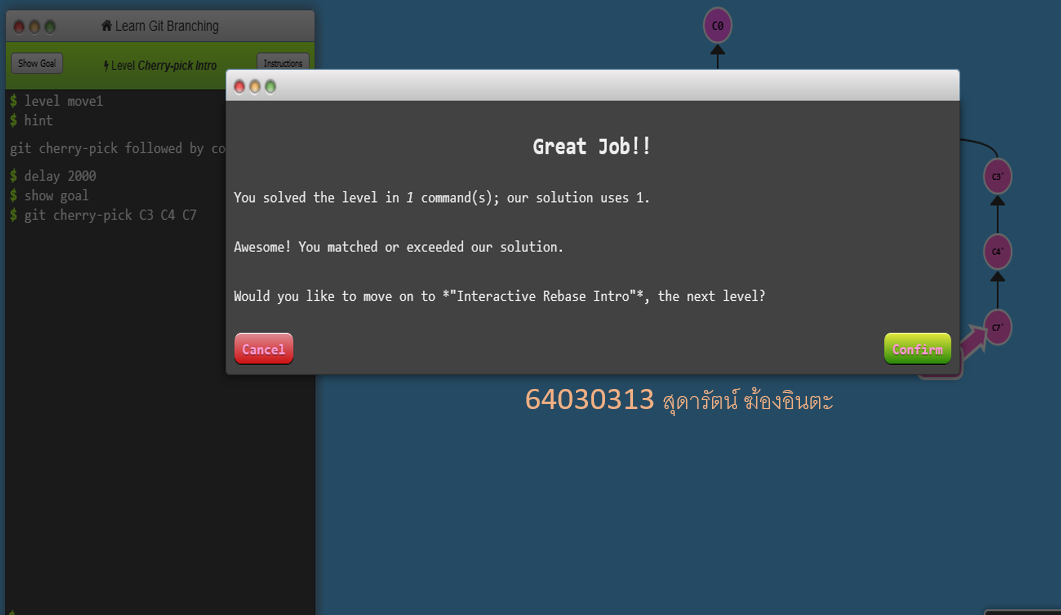 Learn Git Branching
Show Goal
Level Cherry-pick Intro
Instructions
$ level move1
$ hint
git cherry-pick followed by co
$ delay 2000
$ show goal
$ git cherry-pick C3 C4 C7
$
C0
C3'
C4'
C7'
Great Job!!
You solved the level in 1 command(s); our solution uses 1.
Awesome! You matched or exceeded our solution.
Would you like to move on to *"Interactive Rebase Intro"*, the next level?
Cancel
Confirm
64030313 สุดารัตน์ ฆ้องอินตะ